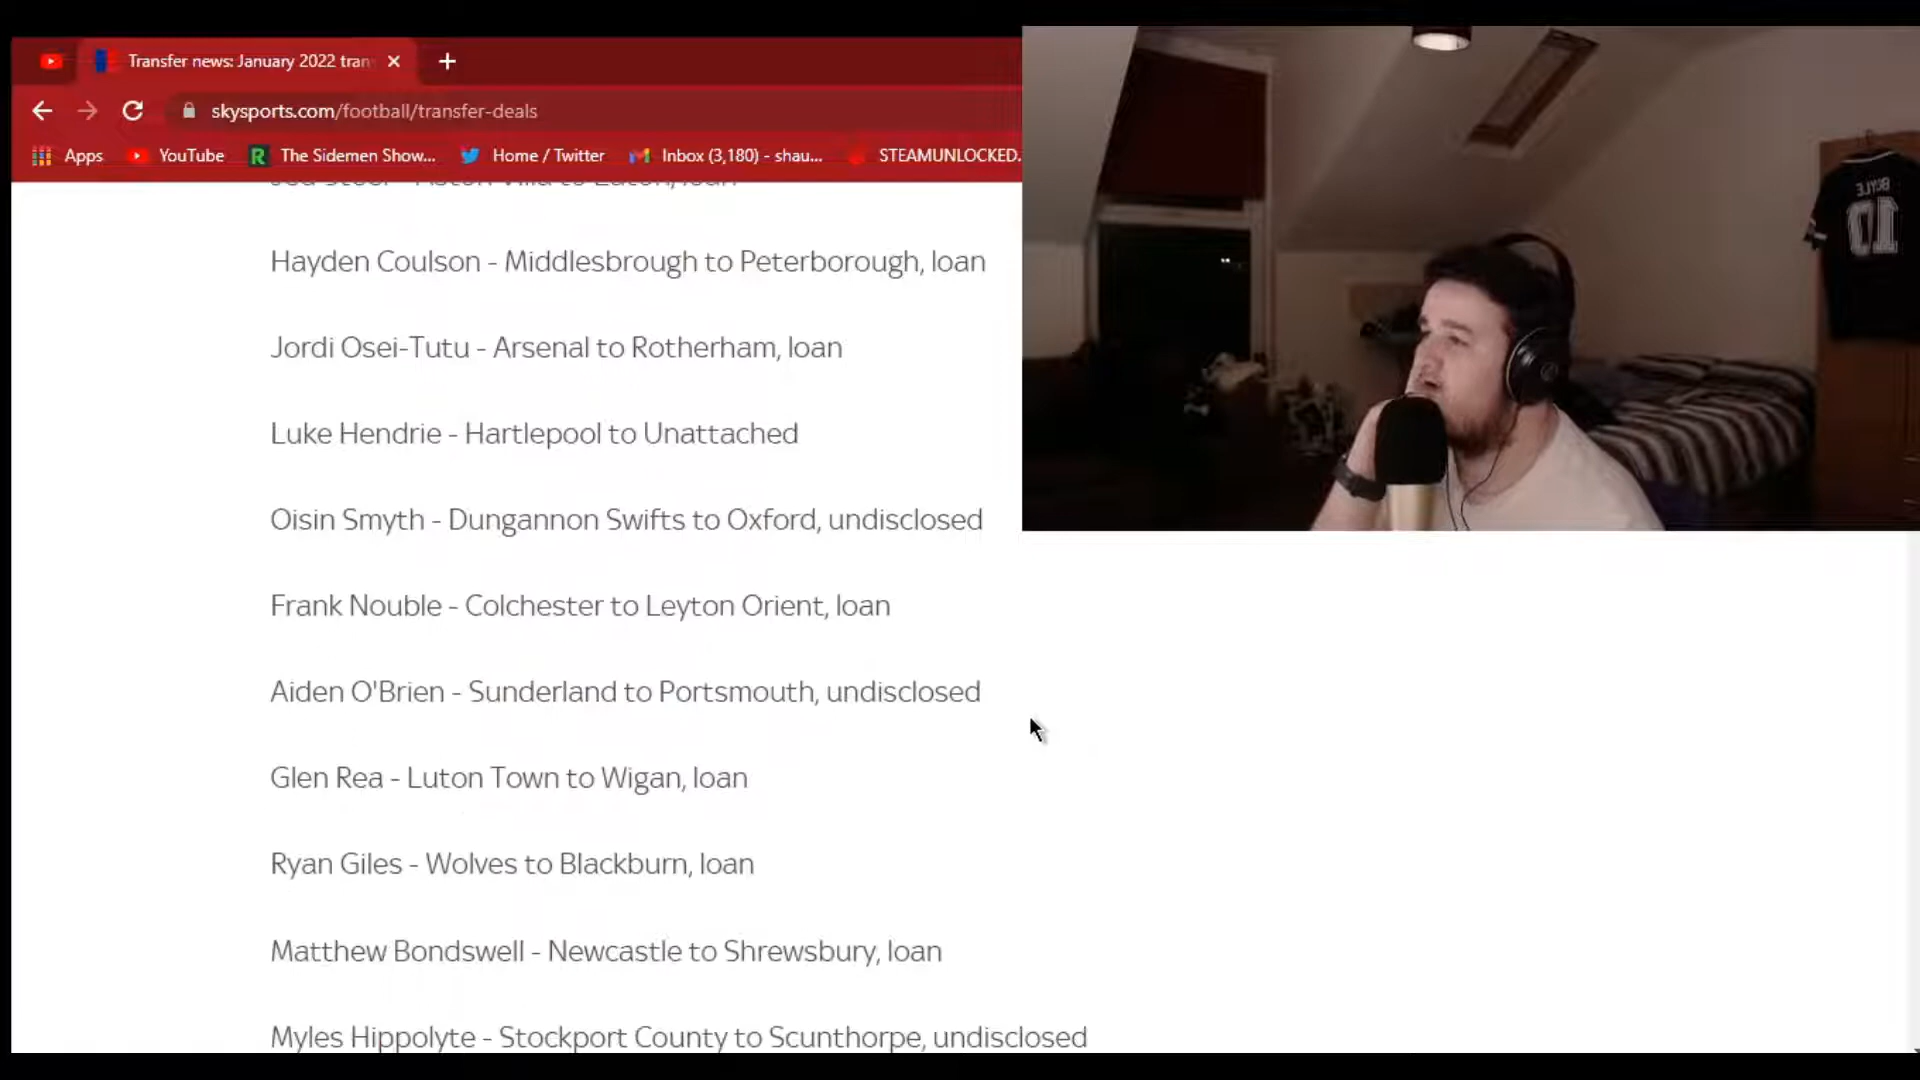 Transfer news: January 2022 tran
skysports.com/football/transfer-deals
Apps YouTube R The Sidemen Show... Home / Twitter Inbox (3,180) - shau... STEAMUNLOCKED.
Hayden Coulson - Middlesbrough to Peterborough, loan
Jordi Osei-Tutu - Arsenal to Rotherham, loan
Luke Hendrie - Hartlepool to Unattached
Oisin Smyth - Dungannon Swifts to Oxford, undisclosed
Frank Nouble - Colchester to Leyton Orient, loan
Aiden O'Brien - Sunderland to Portsmouth, undisclosed
Glen Rea - Luton Town to Wigan, loan
Ryan Giles - Wolves to Blackburn, loan
Matthew Bondswell - Newcastle to Shrewsbury, loan
Myles Hippolyte - Stockport County to Scunthorpe, undisclosed
BOYLE
10